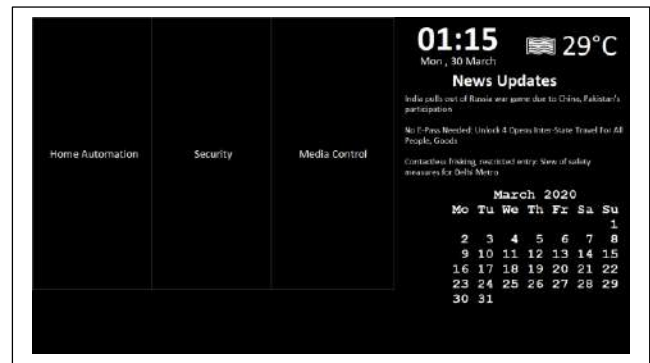 01:15
29°C
Mon , 30 March
News Updates
India pulls out of Russia war game due to China, Pakistan's
participation
No E-Pass Needed: Unlock 4 Opens Inter-State Travel For All
People, Goods
Contactless frisking, restricted entry: Slew of safety
measures for Delhi Metro
Home Automation
Security
Media Control
March 2020
Mo Tu We Th Fr Sa Su
1
2 3 4 5 6 7 8
9 10 11 12 13 14 15
16 17 18 19 20 21 22
23 24 25 26 27 28 29
30 31